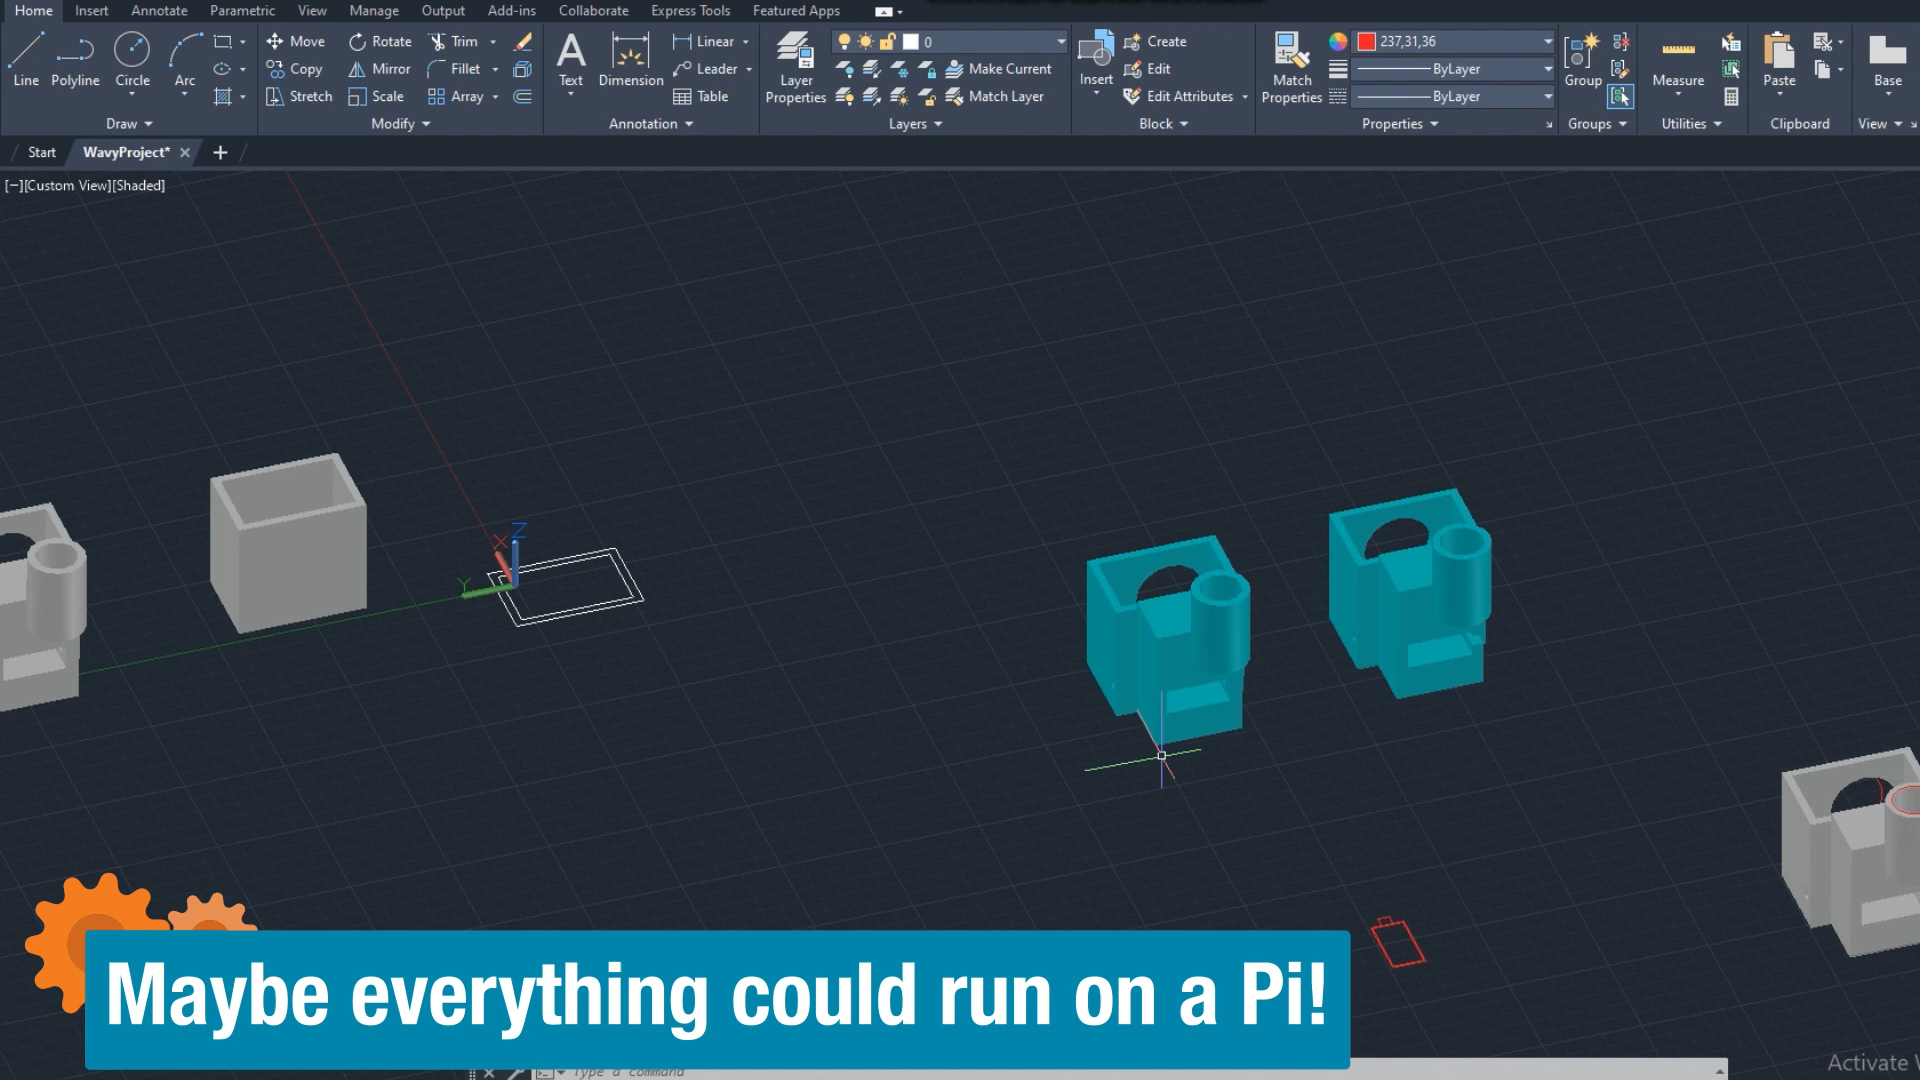 Home Insert Annotate Parametric View Manage Output Add-ins Collaborate Express Tools Featured Apps
Line Polyline Circle Arc
Move Rotate Trim
Copy Mirror Fillet
Stretch Scale Array
Text Dimension
Linear
Leader
Table
Layer Properties
0
Make Current
Match Layer
Insert
Create
Edit
Edit Attributes
Match Properties
237,31,36
ByLayer
ByLayer
Group
Measure
Paste
Base
Draw Modify Annotation Layers Block Properties Groups Utilities Clipboard View
Start WavyProject*
[−][Custom View][Shaded]
X Z
Y
Maybe everything could run on a Pi!
Activate
Type a command